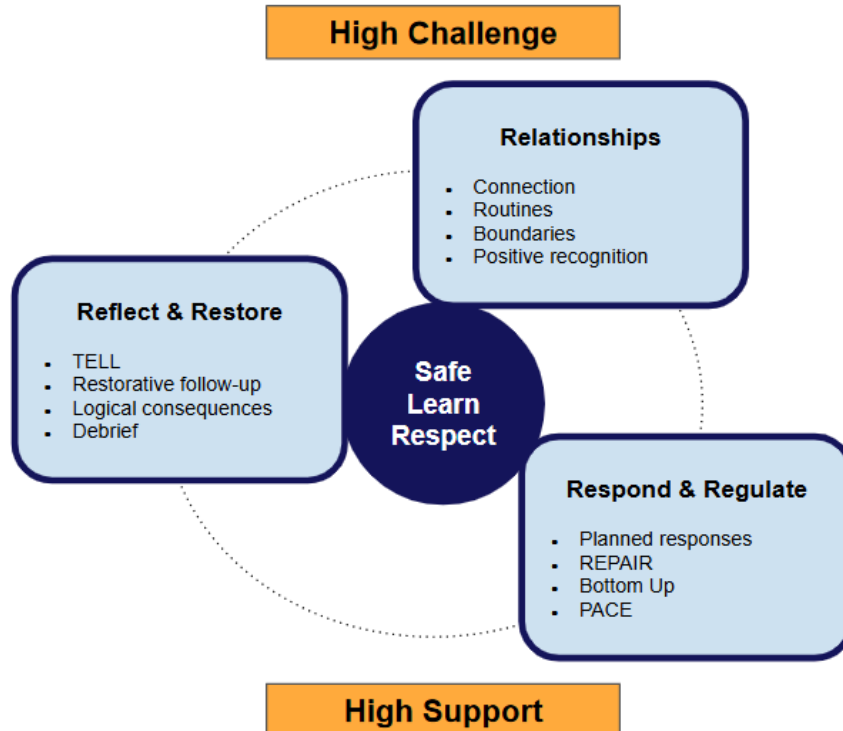 High Challenge
Relationships
Connection
Routines
Boundaries
Positive recognition
Reflect & Restore
TELL
Restorative follow-up
Logical consequences
Debrief
Safe
Learn
Respect
Respond & Regulate
Planned responses
REPAIR
Bottom Up
PACE
High Support